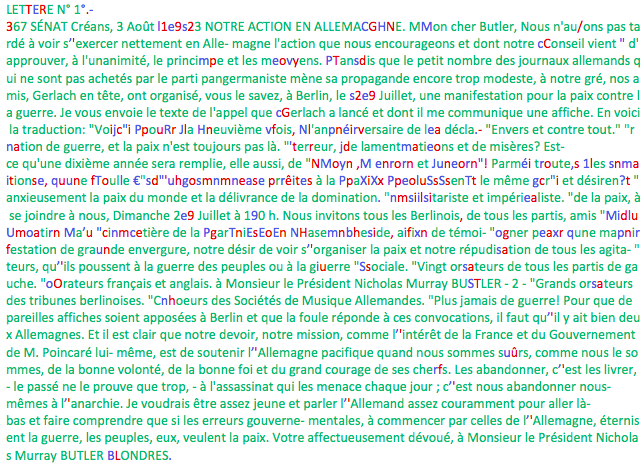 LETTERE N° 1°.-
367 SÉNAT Créans, 3 Août l1e9s23 NOTRE ACTION EN ALLEMACGHNE. MMon cher Butler, Nous n'au/ons pas ta
rdé à voir s'’exercer nettement en Alle- magne l'action que nous encourageons et dont notre cConseil vient " d'
approuver, à l'unanimité, le princimpe et les meovyens. PTansdis que le petit nombre des journaux allemands q
ui ne sont pas achetés par le parti pangermaniste mène sa propagande encore trop modeste, à notre gré, nos a
mis, Gerlach en tête, ont organisé, vous le savez, à Berlin, le s2e9 Juillet, une manifestation pour la paix contre l
a guerre. Je vous envoie le texte de l'appel que cGerlach a lancé et dont il me communique une affiche. En voici
la traduction: "Voijc"i PpouRr Jla Hneuvième vfois, Nl'anpnéirversaire de lea décla.- "Envers et contre tout." "r
nation de guerre, et la paix n'est toujours pas là. "'terreur, jde lamentmatieons et de misères? Est-
ce qu'une dixième année sera remplie, elle aussi, de "NMoyn ,M enrorn et Juneorn"! Parméi troute,s 1les snma
itionse, quune fToulle €"sd"'uhgosmnmnease prrêites à la PpaXiXx PpeoluSsSsenTt le même gcr"i et désiren?t "
anxieusement la paix du monde et la délivrance de la domination. "nmsiilsitariste et impériealiste. "de la paix, à
se joindre à nous, Dimanche 2e9 Juillet à 190 h. Nous invitons tous les Berlinois, de tous les partis, amis "Midlu
Umoatirn Ma’u "cinmcetière de la PgarTniEsEoEn NHasemnbheside, aifixn de témoi- "ogner peaxr qune mapnir
festation de graunde envergure, notre désir de voir s'’organiser la paix et notre répudisation de tous les agita- "
teurs, qu'’ils poussent à la guerre des peuples ou à la giuerre "Ssociale. "Vingt orsateurs de tous les partis de ga
uche. "oOrateurs français et anglais. à Monsieur le Président Nicholas Murray BUSTLER - 2 - "Grands orsateurs
des tribunes berlinoises. "Cnhoeurs des Sociétés de Musique Allemandes. "Plus jamais de guerre! Pour que de
pareilles affiches soient apposées à Berlin et que la foule réponde à ces convocations, il faut qu'’il y ait bien deu
x Allemagnes. Et il est clair que notre devoir, notre mission, comme l'’intérêt de la France et du Gouvernement
de M. Poincaré lui- même, est de soutenir l'’Allemagne pacifique quand nous sommes suûrs, comme nous le so
mmes, de la bonne volonté, de la bonne foi et du grand courage de ses cherfs. Les abandonner, c'’est les livrer,
- le passé ne le prouve que trop, - à l'assassinat qui les menace chaque jour ; c'’est nous abandonner nous-
mêmes à l'’anarchie. Je voudrais être assez jeune et parler l'’Allemand assez couramment pour aller là-
bas et faire comprendre que si les erreurs gouverne- mentales, à commencer par celles de l'’Allemagne, éternis
ent la guerre, les peuples, eux, veulent la paix. Votre affectueusement dévoué, à Monsieur le Président Nichola
s Murray BUTLER BLONDRES.